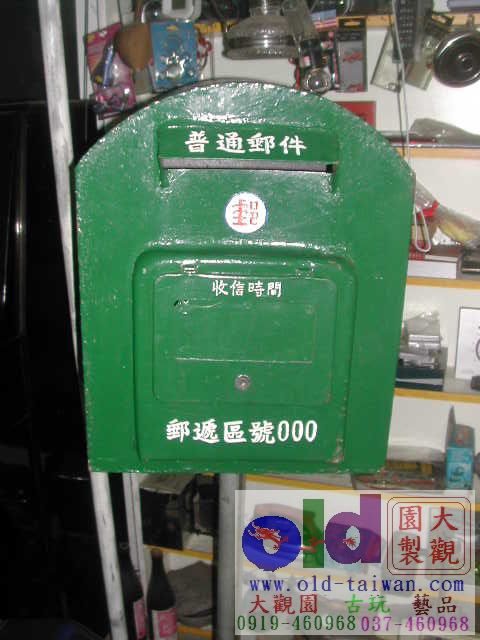 普通郵件
郵
收信時間
郵遞區號000
old
大觀園製
www.old-taiwan.com
大觀園 古玩 藝品
0919-460968 037-460968